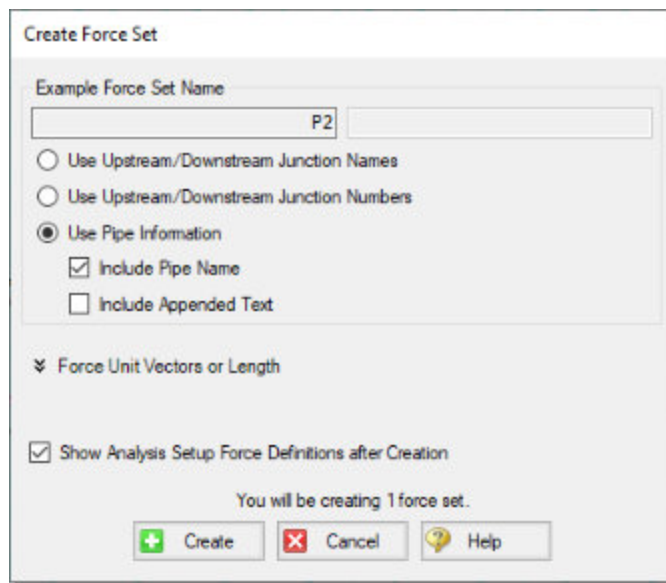 Create Force Set
Example Force Set Name
P2
Use Upstream/Downstream Junction Names
Use Upstream/Downstream Junction Numbers
Use Pipe Information
Include Pipe Name
Include Appended Text
Force Unit Vectors or Length
Show Analysis Setup Force Definitions after Creation
You will be creating 1 force set.
Create Cancel Help